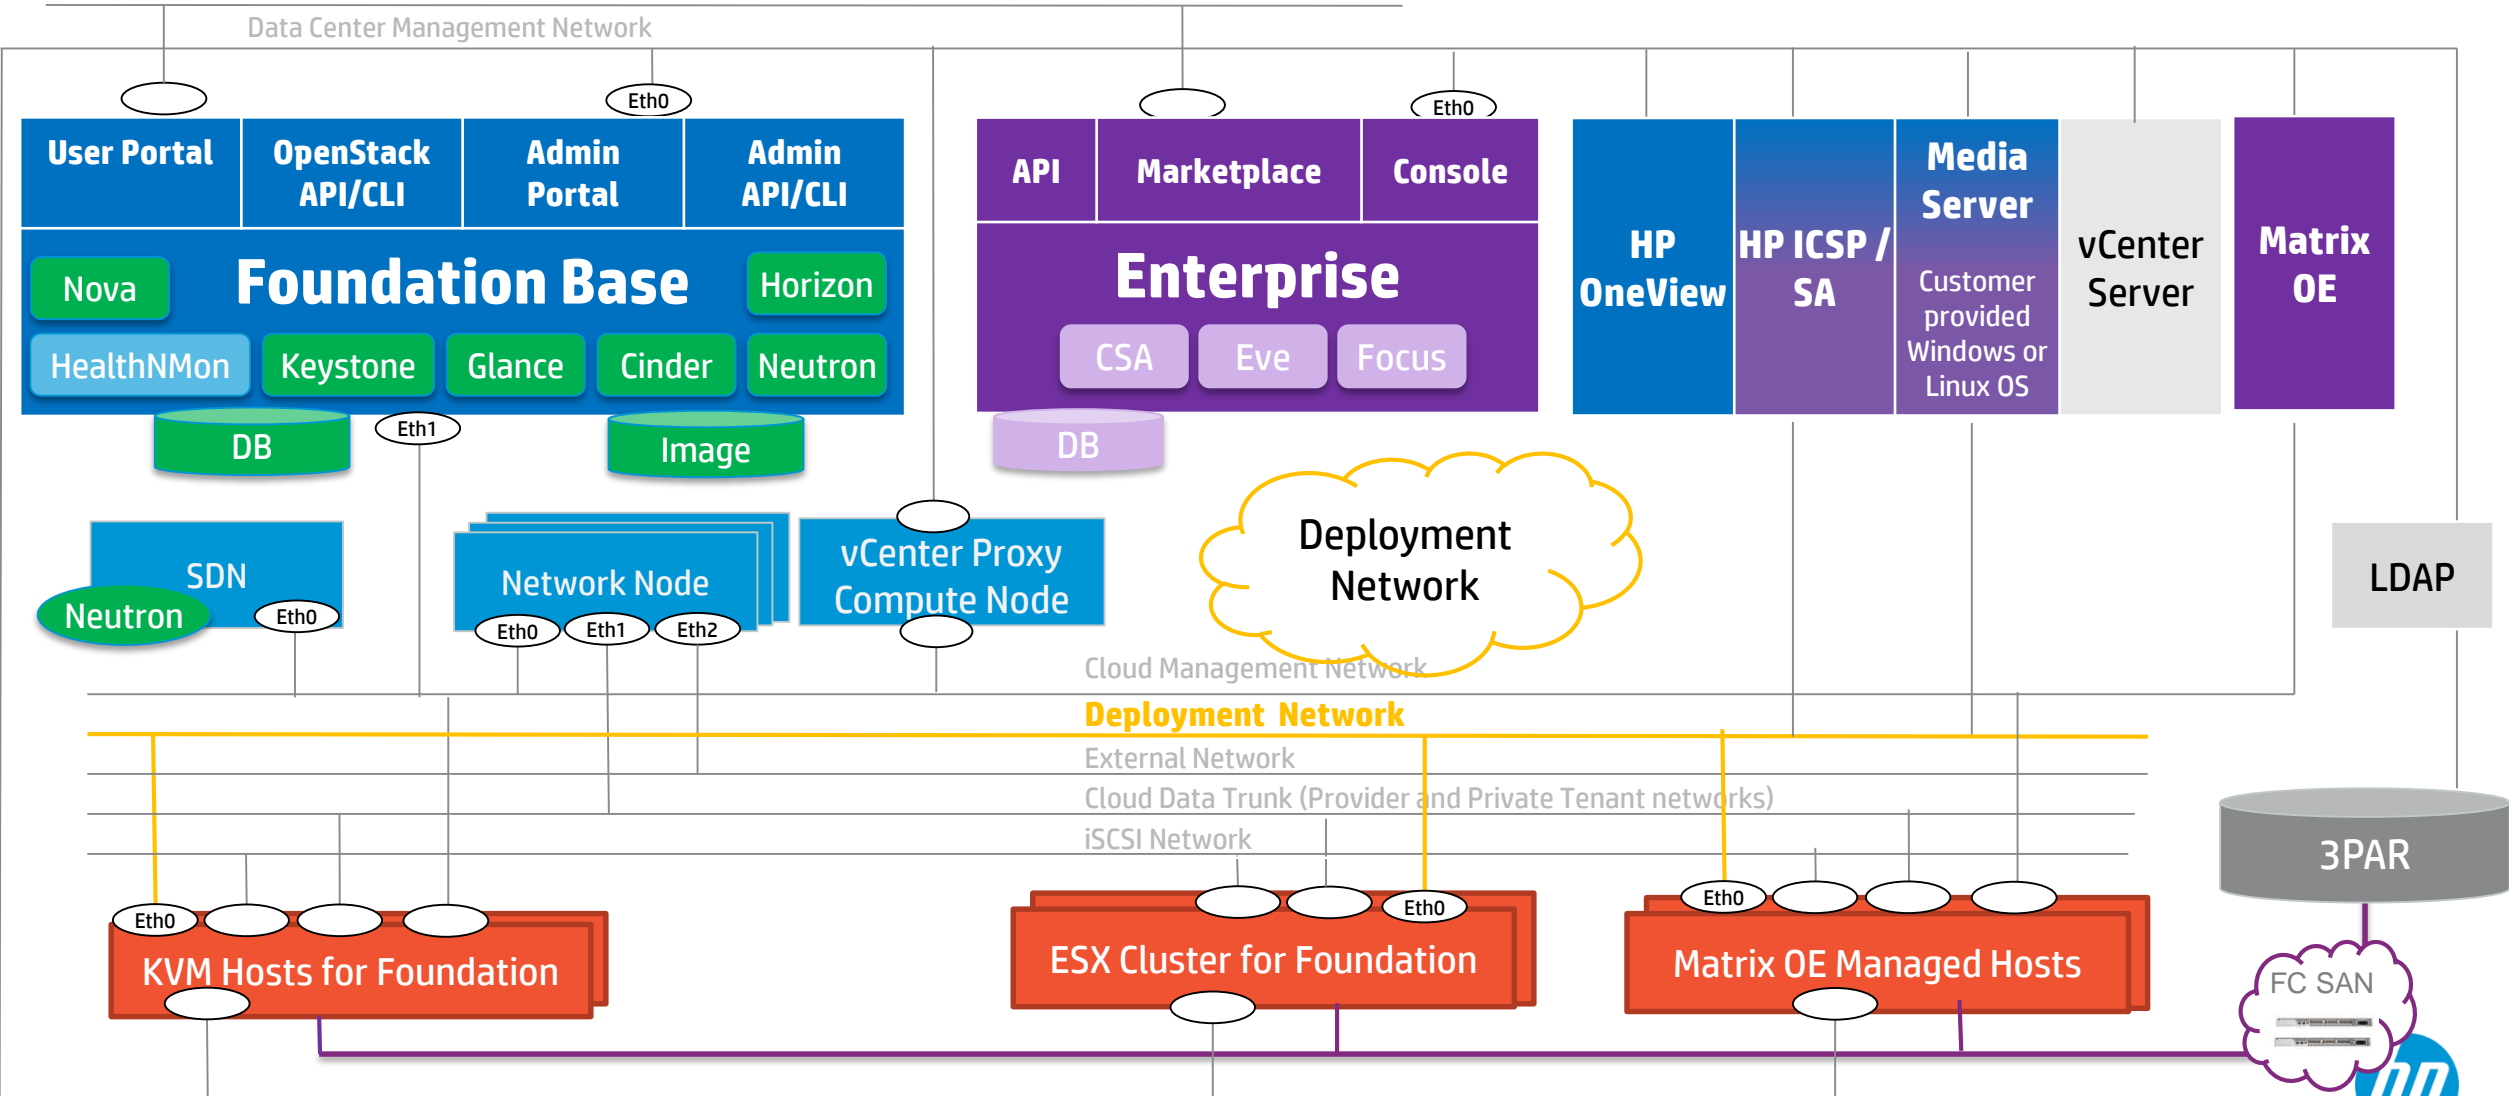 Data Center Management Network
Eth0
Eth0
User Portal
OpenStack
API/CLI
Admin
Portal
Admin
API/CLI
Foundation Base
Nova
Horizon
HealthNMon
Keystone
Glance
Cinder
Neutron
DB
Eth1
Image
API
Marketplace
Console
Enterprise
CSA
Eve
Focus
DB
HP
OneView
HP ICSP /
SA
Media
Server
Customer
provided
Windows or
Linux OS
vCenter
Server
Matrix
OE
SDN
Neutron
Eth0
Network Node
Eth0
Eth1
Eth2
vCenter Proxy
Compute Node
Deployment
Network
LDAP
Cloud Management Network
Deployment Network
External Network
Cloud Data Trunk (Provider and Private Tenant networks)
iSCSI Network
3PAR
Eth0
KVM Hosts for Foundation
Eth0
ESX Cluster for Foundation
Eth0
Matrix OE Managed Hosts
FC SAN